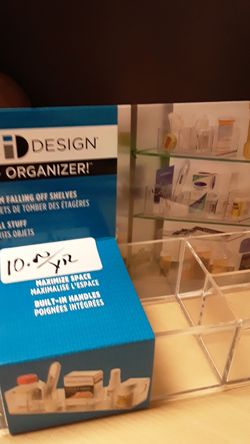 iDESIGN
ORGANIZER!
FALLING OFF SHELVES
DE TOMBER DES ÉTAGÈRES
STUFF
OBJETS
MAXIMIZE SPACE
MAXIMALISE L'ESPACE
BUILT-IN HANDLES
POIGNÉES INTÉGRÉES